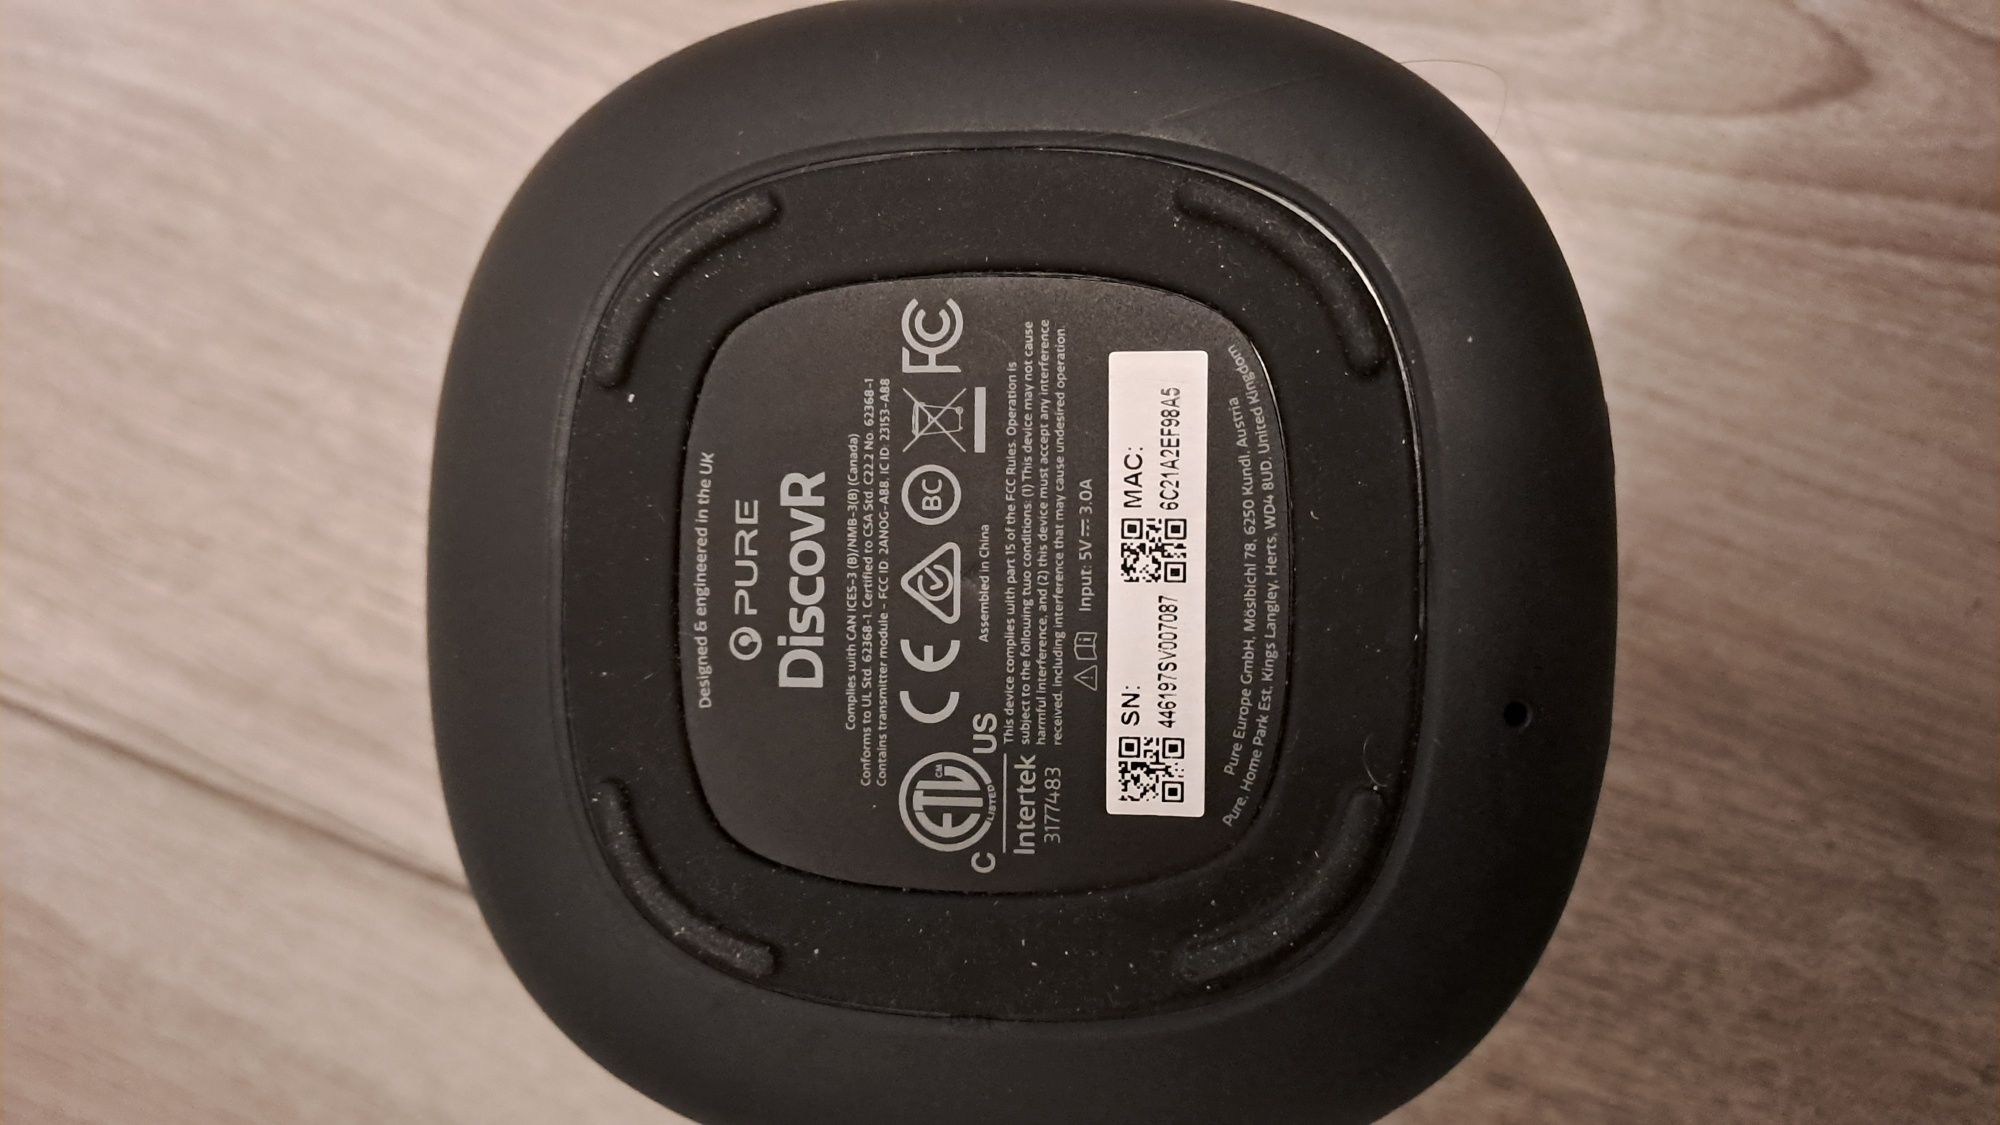 Designed & engineered in the UK
PURE
DiscovR
Complies with CAN ICES-3 (B)/NMB-3(B) (Canada)
Conforms to UL Std. 62368-1. Certified to CSA Std. C22.2 No. 62368-1
Contains transmitter module - FCC ID: 2ANOG-A88. IC ID: 23153-A88
C ETL CM LISTED US
CE
BC
FC
Intertek
3177483
Assembled in China
This device complies with part 15 of the FCC Rules. Operation is
subject to the following two conditions: (1) This device may not cause
harmful interference, and (2) this device must accept any interference
received, including interference that may cause undesired operation.
Input: 5V⎓3.0A
SN:
446197SV007087
MAC:
6C21A2EF98A5
Pure Europe GmbH, Möslbichl 78, 6250 Kundl, Austria
Pure, Home Park Est, Kings Langley, Herts, WD4 8UD, United Kingdom